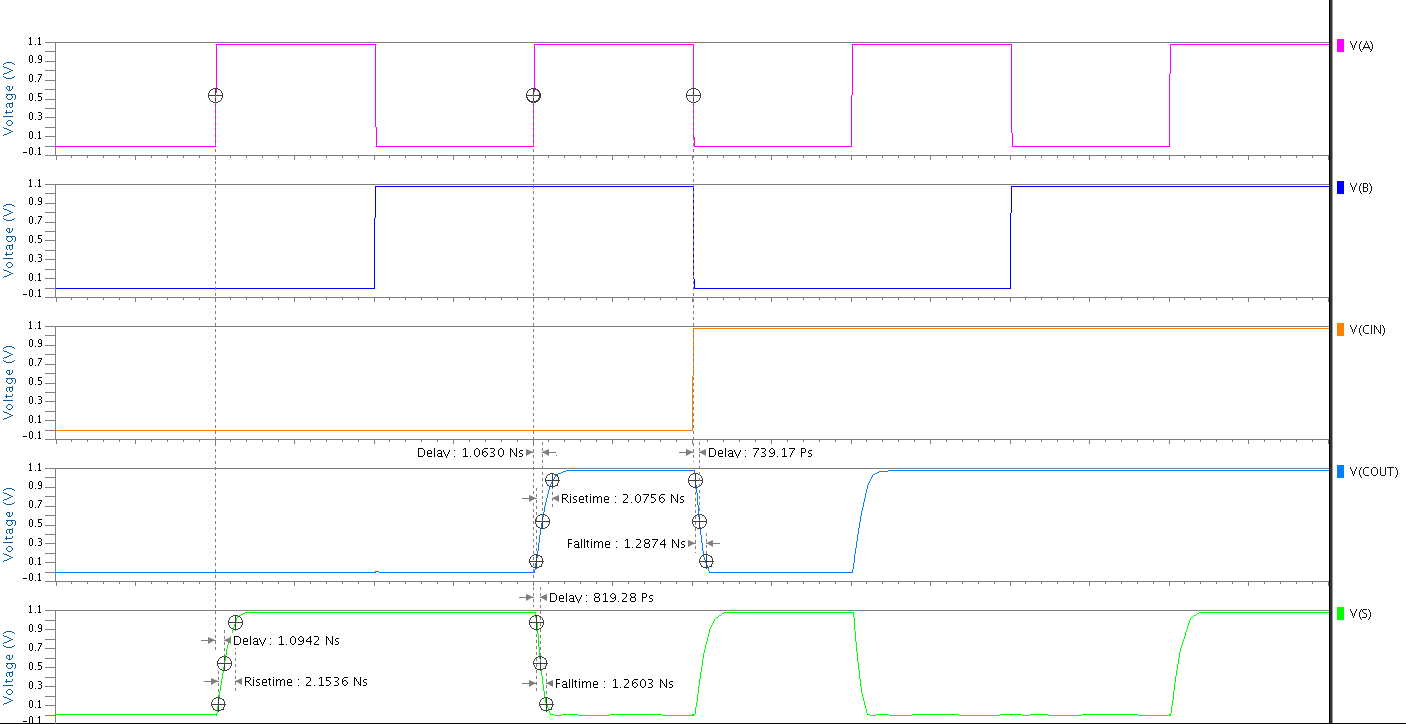 1.1
0.9
0.7
0.5
0.3
0.1
-0.1
Voltage (V)
V(A)
1.1
0.9
0.7
0.5
0.3
0.1
-0.1
Voltage (V)
V(B)
1.1
0.9
0.7
0.5
0.3
0.1
-0.1
Voltage (V)
V(CIN)
Delay : 1.0630 Ns
Delay : 739.17 Ps
1.1
0.9
0.7
0.5
0.3
0.1
-0.1
Voltage (V)
V(COUT)
Risetime : 2.0756 Ns
Falltime : 1.2874 Ns
Delay : 819.28 Ps
1.1
0.9
0.7
0.5
0.3
0.1
-0.1
Voltage (V)
V(S)
Delay : 1.0942 Ns
Risetime : 2.1536 Ns
Falltime : 1.2603 Ns